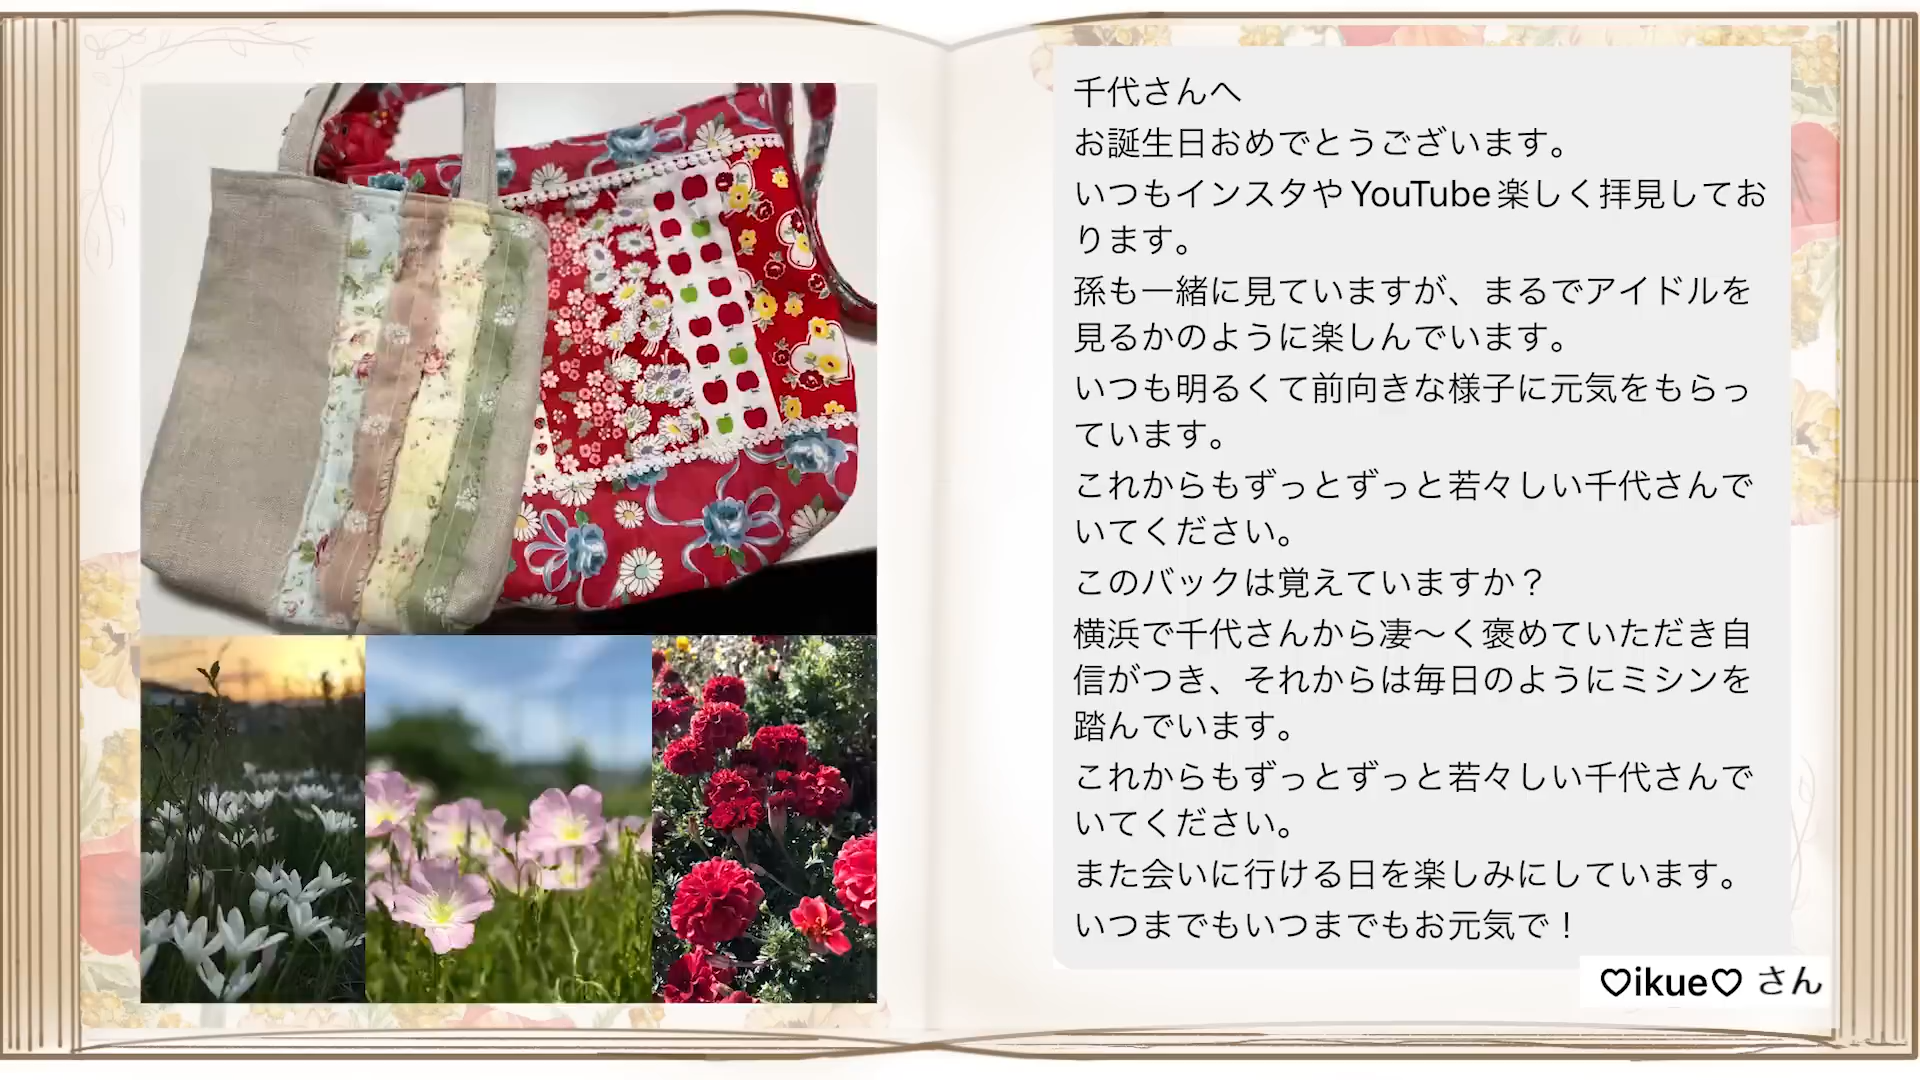 千代さんへ
お誕生日おめでとうございます。
いつもインスタや YouTube 楽しく拝見してお
ります。
孫も一緒に見ていますが、まるでアイドルを
見るかのように楽しんでいます。
いつも明るくて前向きな様子に元気をもらっ
ています。
これからもずっとずっと若々しい千代さんで
いてください。
このバックは覚えていますか？
横浜で千代さんから凄〜く褒めていただき自
信がつき、それからは毎日のようにミシンを
踏んでいます。
これからもずっとずっと若々しい千代さんで
いてください。
また会いに行ける日を楽しみにしています。
いつまでもいつまでもお元気で！
♡ikue♡ さん